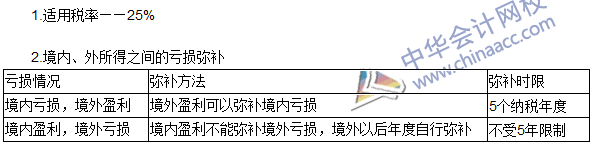 1.适用税率——25%
2.境内、外所得之间的亏损弥补
亏损情况 弥补方法 弥补时限
境内亏损，境外盈利 境外盈利可以弥补境内亏损 5个纳税年度
境内盈利，境外亏损 境内盈利不能弥补境外亏损，境外以后年度自行弥补 不受5年限制
中华会计网校
www.chinaacc.com